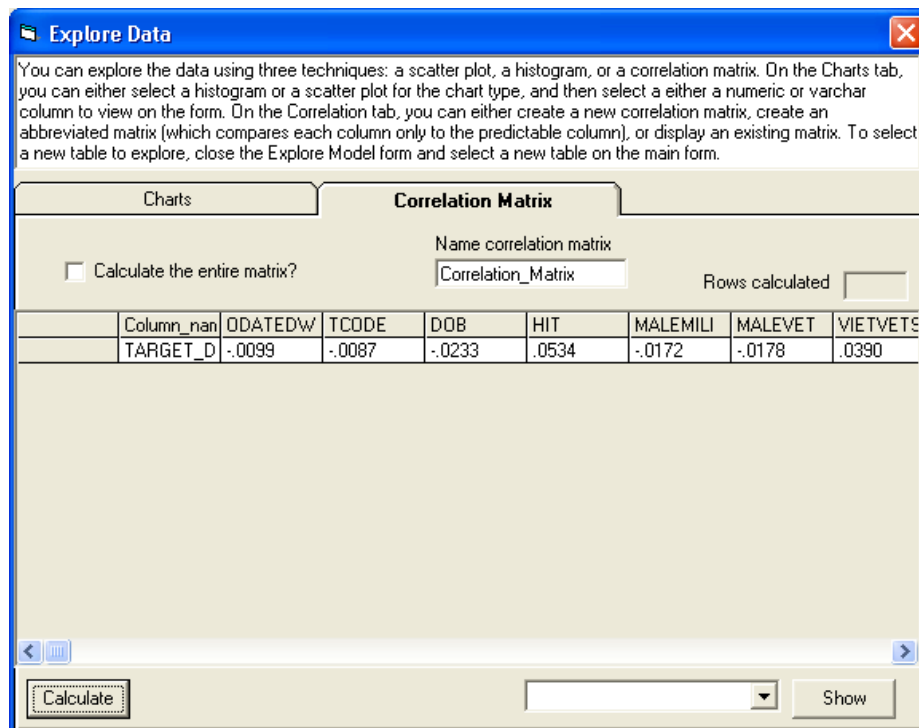 Explore Data
You can explore the data using three techniques: a scatter plot, a histogram, or a correlation matrix. On the Charts tab,
you can either select a histogram or a scatter plot for the chart type, and then select a either a numeric or varchar
column to view on the form. On the Correlation tab, you can either create a new correlation matrix, create an
abbreviated matrix (which compares each column only to the predictable column), or display an existing matrix. To select
a new table to explore, close the Explore Model form and select a new table on the main form.
Charts Correlation Matrix
Name correlation matrix
Calculate the entire matrix? Correlation_Matrix Rows calculated
Column_nan ODATEDW TCODE DOB HIT MALEMILI MALEVET VIETVETS
TARGET_D -.0099 -.0087 -.0233 .0534 -.0172 -.0178 .0390
Calculate Show